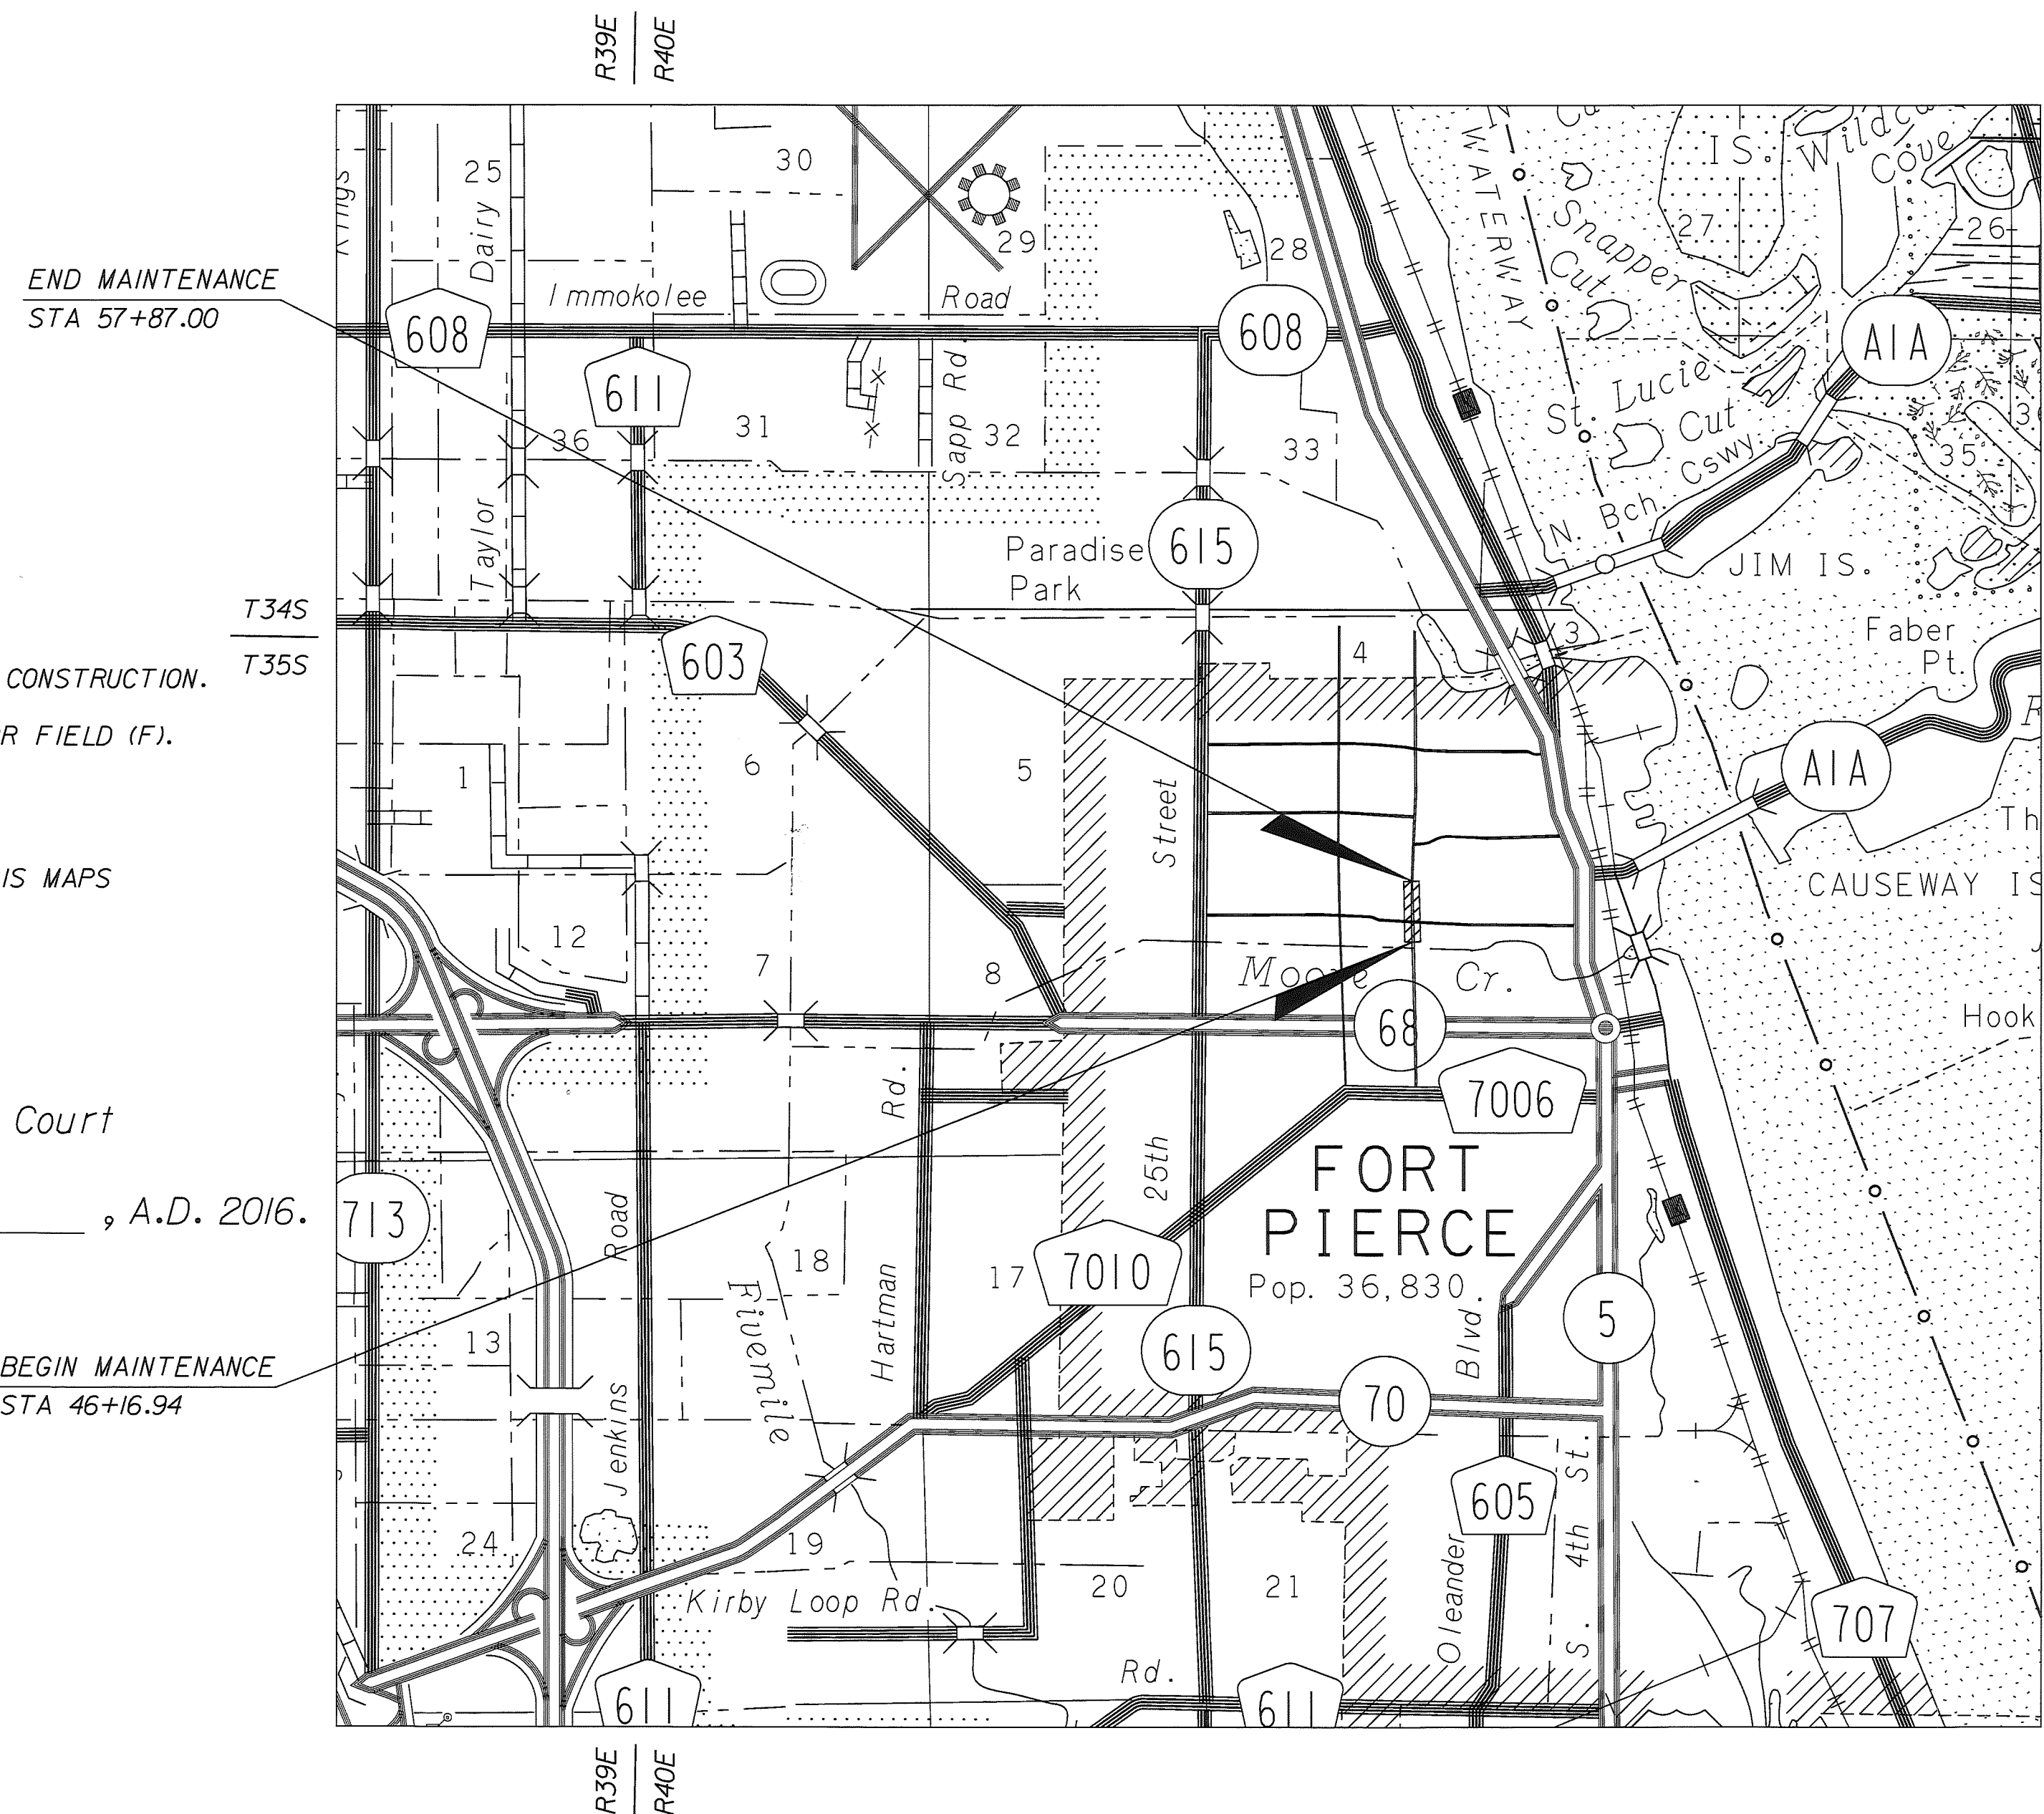 R39E
R40E
END MAINTENANCE
STA 57+87.00
T34S
T35S
CONSTRUCTION.
R FIELD (F).
IS MAPS
Court
, A.D. 2016.
BEGIN MAINTENANCE
STA 46+16.94
Kings
25
Dairy
30
29
28
WATERWAY
Snapper
Cut
IS.
Wildca
Cove
27
26
Immokolee
Road
608
608
611
A1A
36
31
Sapp Rd.
32
33
St. Lucie
Cut
35
Taylor
N. Bch. Cswy.
Paradise
Park
615
JIM IS.
603
4
3
Faber
Pt.
1
6
5
Street
A1A
Th
CAUSEWAY IS
12
7
8
Moore Cr.
68
Hook
Rd.
7006
25th
FORT
PIERCE
Pop. 36,830.
713
Road
18
17
7010
Fivemile
Hartman
615
Blvd.
5
13
70
Jenkins
605
S. 4th St.
24
19
20
21
Oleander
Kirby Loop Rd.
707
Rd.
611
611
R39E
R40E